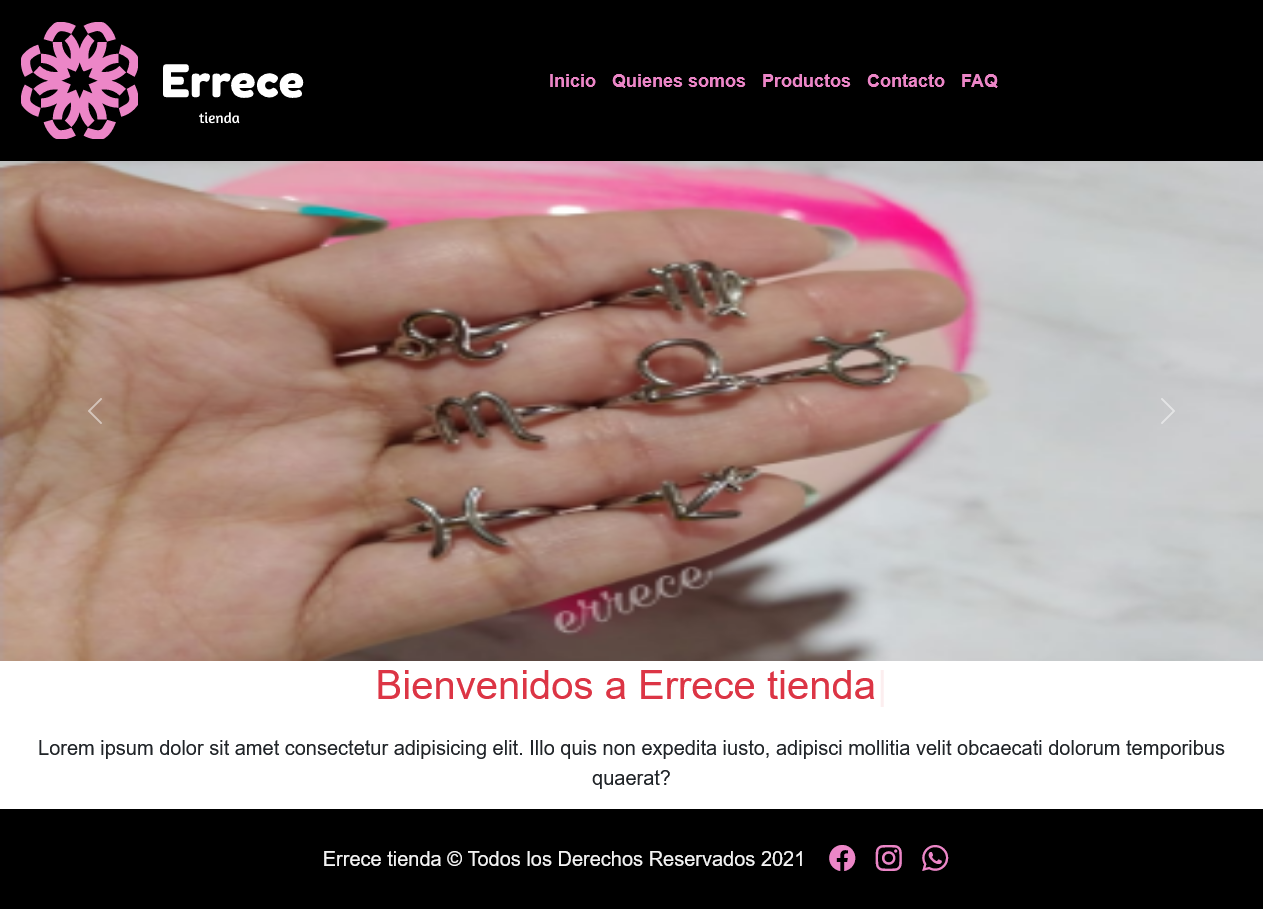 Errece
tienda
Inicio Quienes somos Productos Contacto FAQ
errece
Bienvenidos a Errece tienda
Lorem ipsum dolor sit amet consectetur adipisicing elit. Illo quis non expedita iusto, adipisci mollitia velit obcaecati dolorum temporibus
quaerat?
Errece tienda © Todos los Derechos Reservados 2021